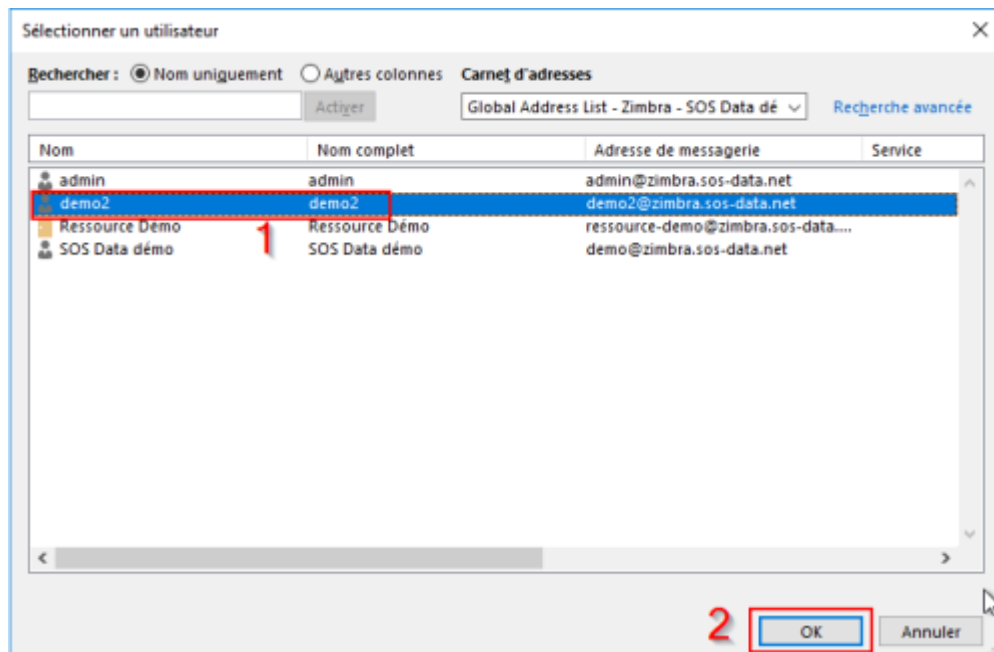 Sélectionner un utilisateur
Rechercher : Nom uniquement Autres colonnes Carnet d'adresses
Activer Global Address List - Zimbra - SOS Data dé Recherche avancée
Nom Nom complet Adresse de messagerie Service
admin admin admin@zimbra.sos-data.net
demo2 demo2 demo2@zimbra.sos-data.net
Ressource Démo Ressource Démo ressource-demo@zimbra.sos-data....
1
SOS Data démo SOS Data démo demo@zimbra.sos-data.net
2 OK Annuler